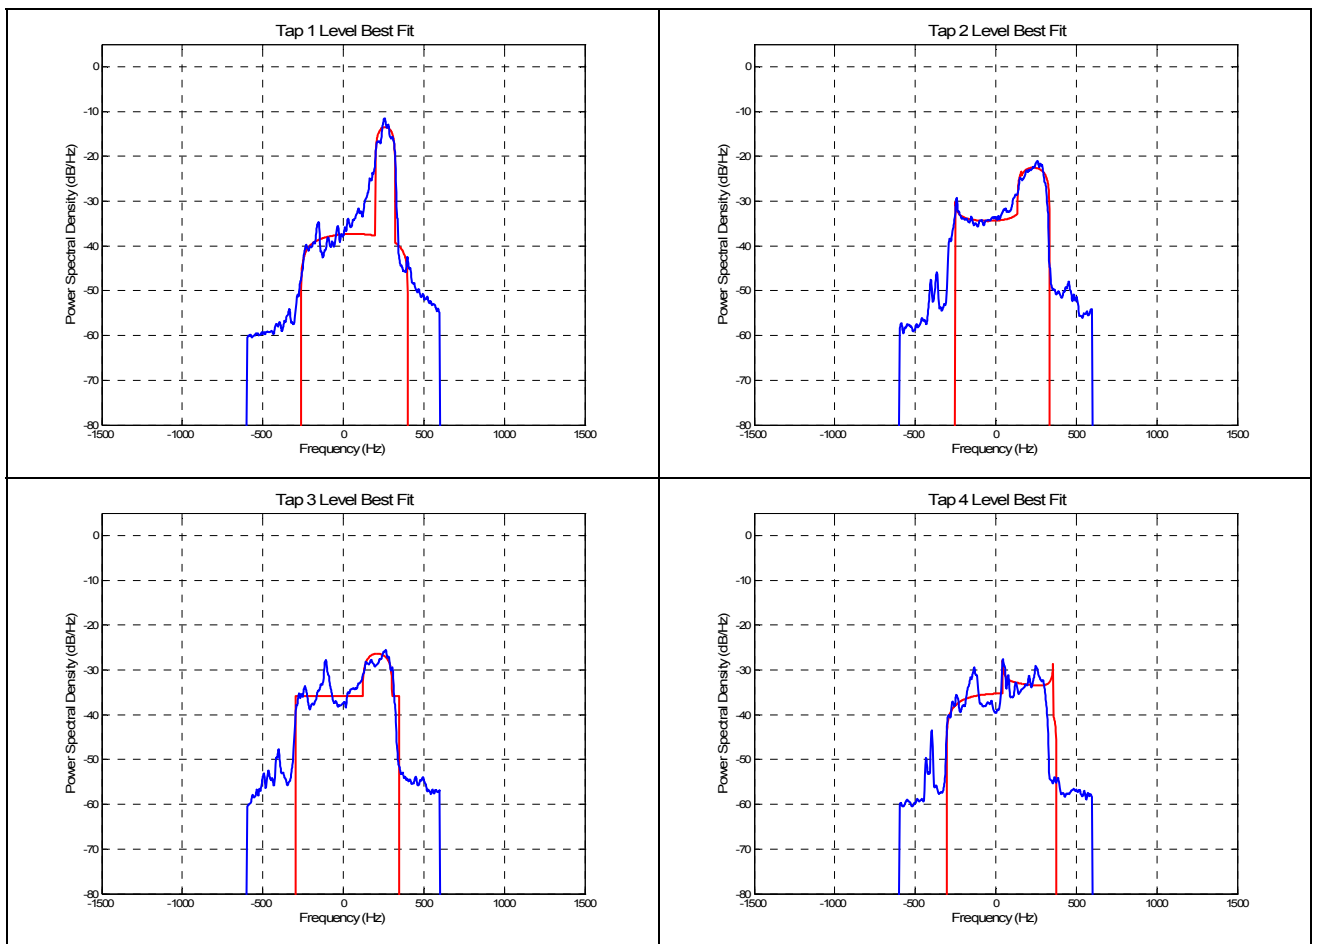 Tap 1 Level Best Fit
Power Spectral Density (dB/Hz)
0
-10
-20
-30
-40
-50
-60
-70
-80
-1500 -1000 -500 0 500 1000 1500
Frequency (Hz)
Tap 2 Level Best Fit
Power Spectral Density (dB/Hz)
0
-10
-20
-30
-40
-50
-60
-70
-80
-1500 -1000 -500 0 500 1000 1500
Frequency (Hz)
Tap 3 Level Best Fit
Power Spectral Density (dB/Hz)
0
-10
-20
-30
-40
-50
-60
-70
-80
-1500 -1000 -500 0 500 1000 1500
Frequency (Hz)
Tap 4 Level Best Fit
Power Spectral Density (dB/Hz)
0
-10
-20
-30
-40
-50
-60
-70
-80
-1500 -1000 -500 0 500 1000 1500
Frequency (Hz)